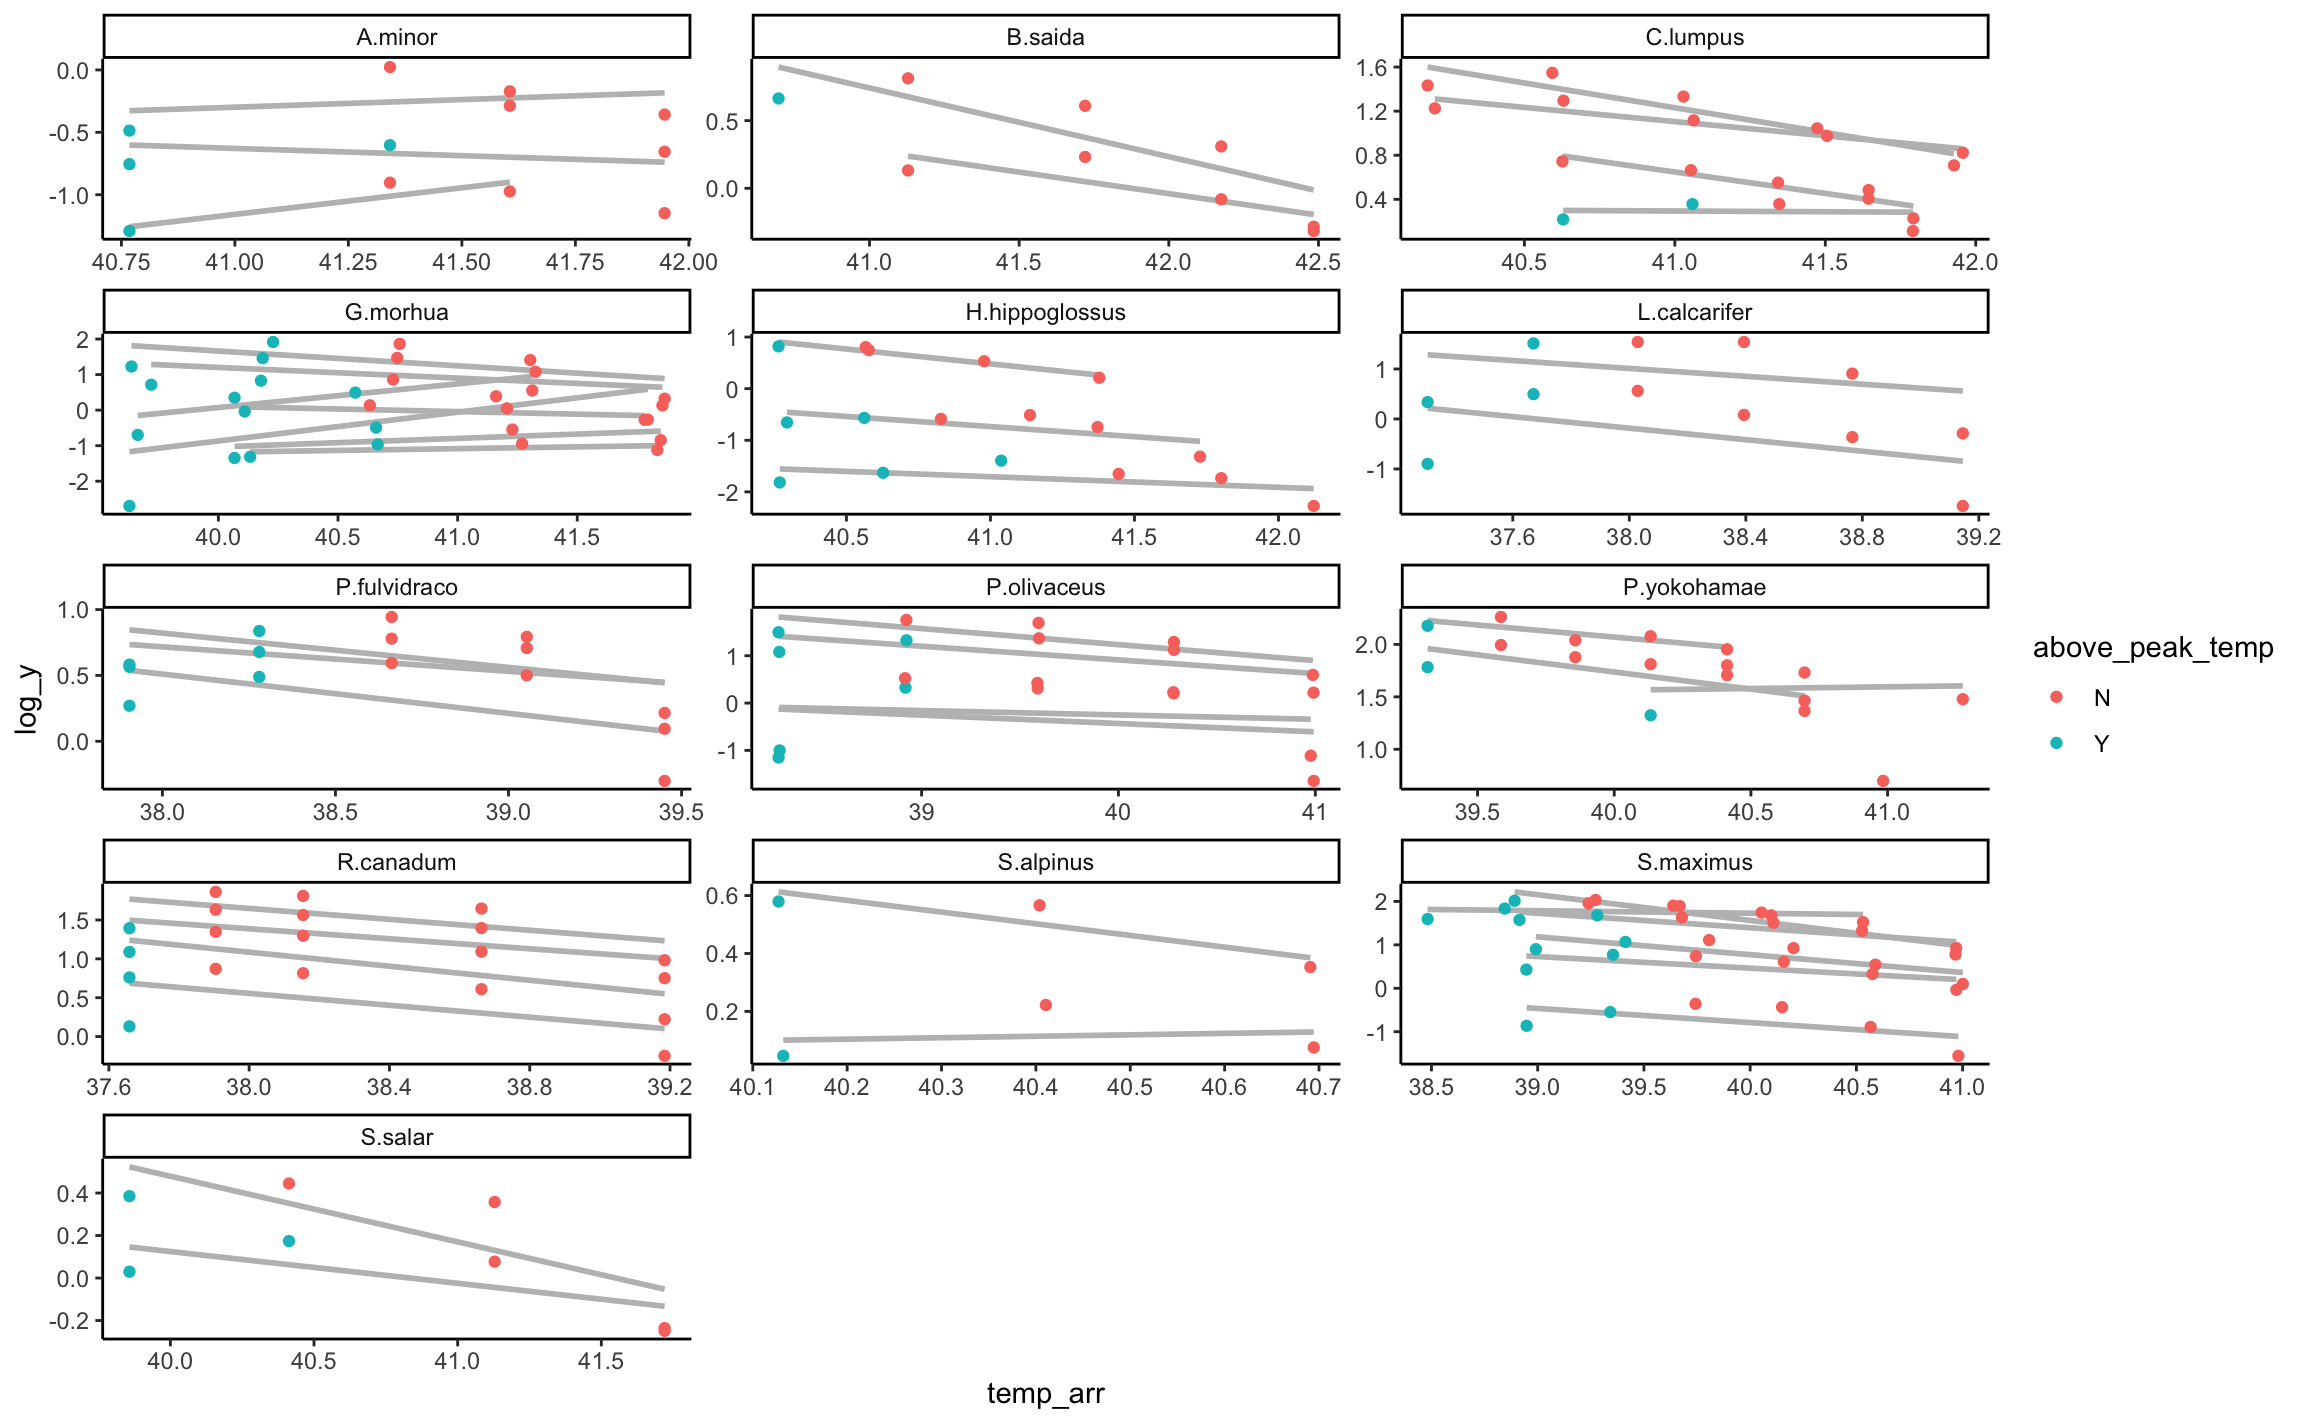 A.minor
B.saida
C.lumpus
0.0
-0.5
-1.0
40.75 41.00 41.25 41.50 41.75 42.00
0.5
0.0
41.0 41.5 42.0 42.5
1.6
1.2
0.8
0.4
40.5 41.0 41.5 42.0
G.morhua
H.hippoglossus
L.calcarifer
2
1
0
-1
-2
40.0 40.5 41.0 41.5
1
0
-1
-2
40.5 41.0 41.5 42.0
1
0
-1
37.6 38.0 38.4 38.8 39.2
P.fulvidraco
P.olivaceus
P.yokohamae
1.0
0.5
0.0
38.0 38.5 39.0 39.5
1
0
-1
39 40 41
2.0
1.5
1.0
39.5 40.0 40.5 41.0
R.canadum
S.alpinus
S.maximus
1.5
1.0
0.5
0.0
37.6 38.0 38.4 38.8 39.2
0.6
0.4
0.2
40.1 40.2 40.3 40.4 40.5 40.6 40.7
2
1
0
-1
38.5 39.0 39.5 40.0 40.5 41.0
S.salar
0.4
0.2
0.0
-0.2
40.0 40.5 41.0 41.5
log_y
temp_arr
above_peak_temp
N
Y